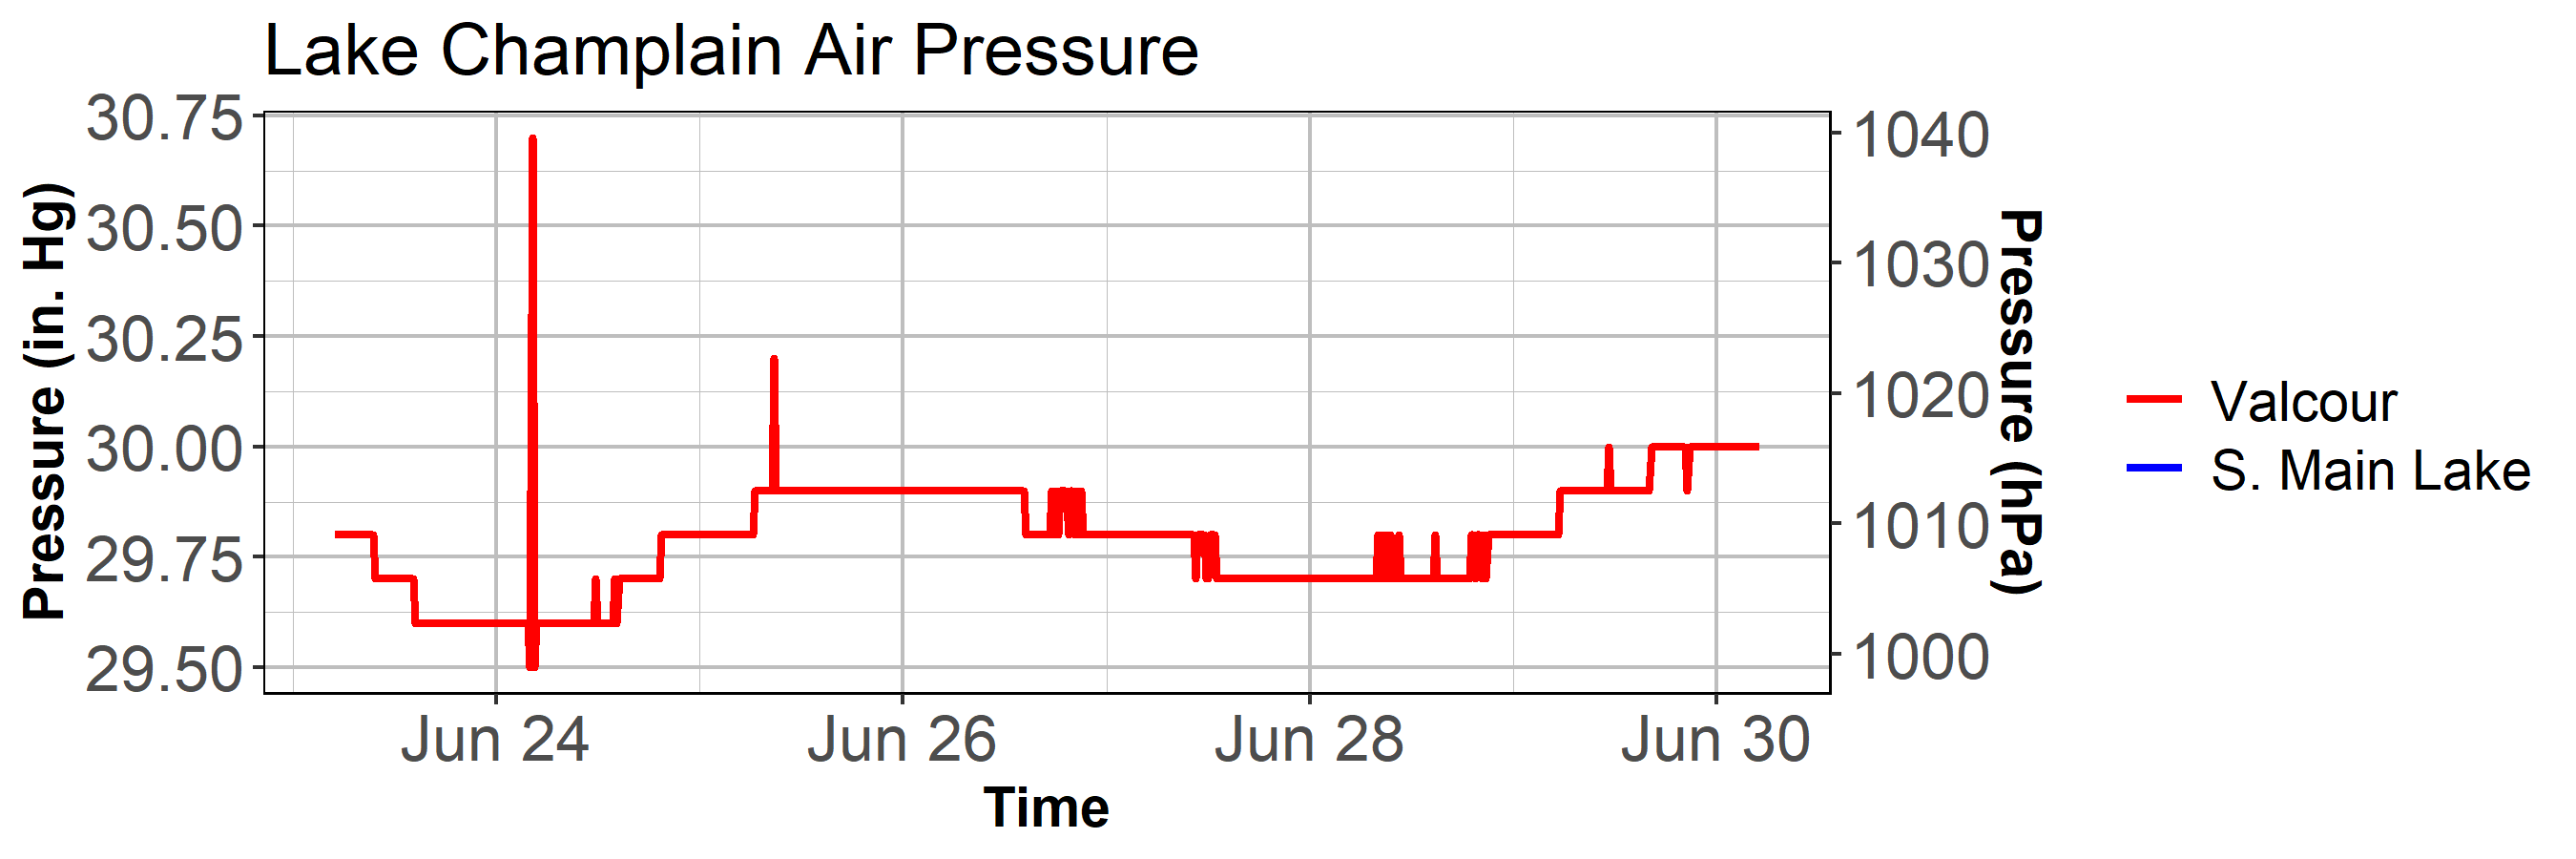 Lake Champlain Air Pressure
Pressure (in. Hg)
30.75
30.50
30.25
30.00
29.75
29.50
1040
1030
1020
1010
1000
Pressure (hPa)
Valcour
S. Main Lake
Jun 24 Jun 26 Jun 28 Jun 30
Time